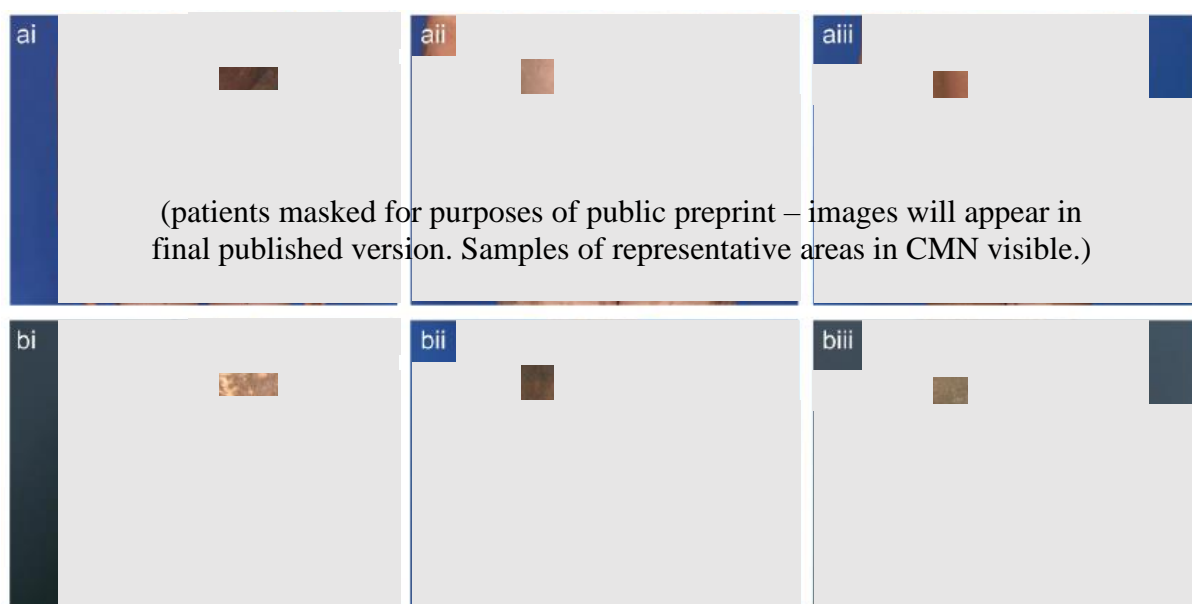 ai
aii
aiii
(patients masked for purposes of public preprint – images will appear in
final published version. Samples of representative areas in CMN visible.)
bi
bii
biii